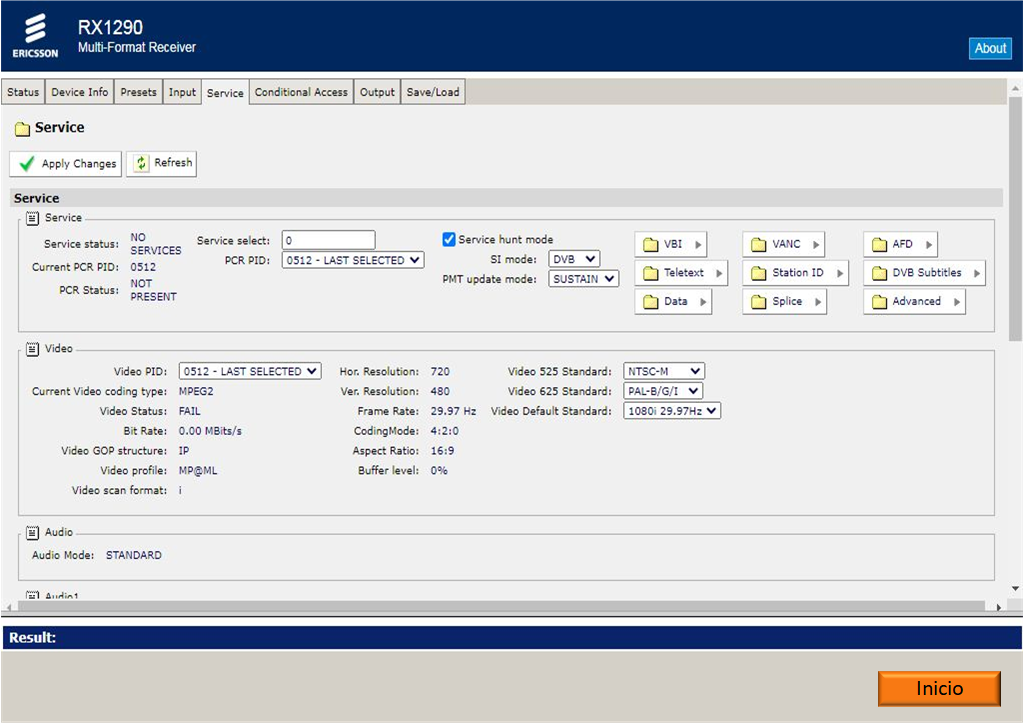 ERICSSON
RX1290
Multi-Format Receiver
About
Status Device Info Presets Input Service Conditional Access Output Save/Load
Service
Apply Changes Refresh
Service
Service
Service status: NO SERVICES
Current PCR PID: 0512
PCR Status: NOT PRESENT
Service select: 0
PCR PID: 0512 - LAST SELECTED
Service hunt mode
SI mode: DVB
PMT update mode: SUSTAIN
VBI VANC AFD
Teletext Station ID DVB Subtitles
Data Splice Advanced
Video
Video PID: 0512 - LAST SELECTED
Current Video coding type: MPEG2
Video Status: FAIL
Bit Rate: 0.00 MBits/s
Video GOP structure: IP
Video profile: MP@ML
Video scan format: i
Hor. Resolution: 720
Ver. Resolution: 480
Frame Rate: 29.97 Hz
CodingMode: 4:2:0
Aspect Ratio: 16:9
Buffer level: 0%
Video 525 Standard: NTSC-M
Video 625 Standard: PAL-B/G/I
Video Default Standard: 1080i 29.97Hz
Audio
Audio Mode: STANDARD
Audio1
Result:
Inicio